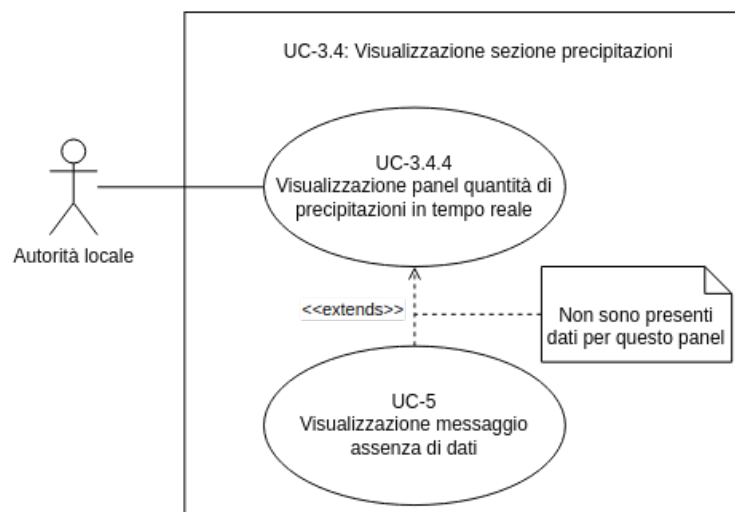 UC-3.4: Visualizzazione sezione precipitazioni
UC-3.4.4
Visualizzazione panel quantità di
precipitazioni in tempo reale
Autorità locale
<<extends>>
Non sono presenti
dati per questo panel
UC-5
Visualizzazione messaggio
assenza di dati